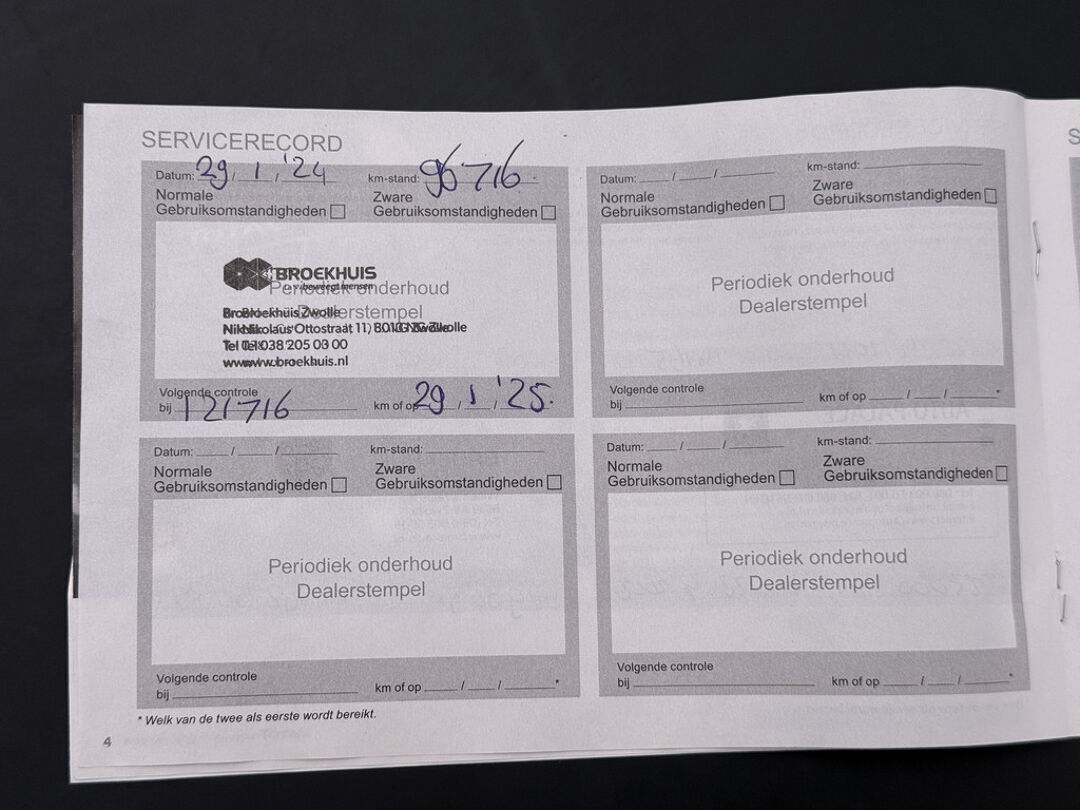 SERVICERECORD
Datum: 29 / 1 / '24 km-stand: 96716
Normale Zware
Gebruiksomstandigheden Gebruiksomstandigheden
BROEKHUIS
beweegt mensen
Periodiek onderhoud
Dealerstempel
Broekhuis Zwolle
Nikolaus Ottostraat 11, 8013 NG Zwolle
Tel 038 205 03 00
www.broekhuis.nl
Volgende controle
bij 121716 km of op 29 / 1 / '25.
Datum: / / km-stand:
Normale Zware
Gebruiksomstandigheden Gebruiksomstandigheden
Periodiek onderhoud
Dealerstempel
Volgende controle
bij km of op / / *
Datum: / / km-stand:
Normale Zware
Gebruiksomstandigheden Gebruiksomstandigheden
Periodiek onderhoud
Dealerstempel
Volgende controle
bij km of op / / *
Datum: / / km-stand:
Normale Zware
Gebruiksomstandigheden Gebruiksomstandigheden
Periodiek onderhoud
Dealerstempel
Volgende controle
bij km of op / / *
* Welk van de twee als eerste wordt bereikt.
4
S